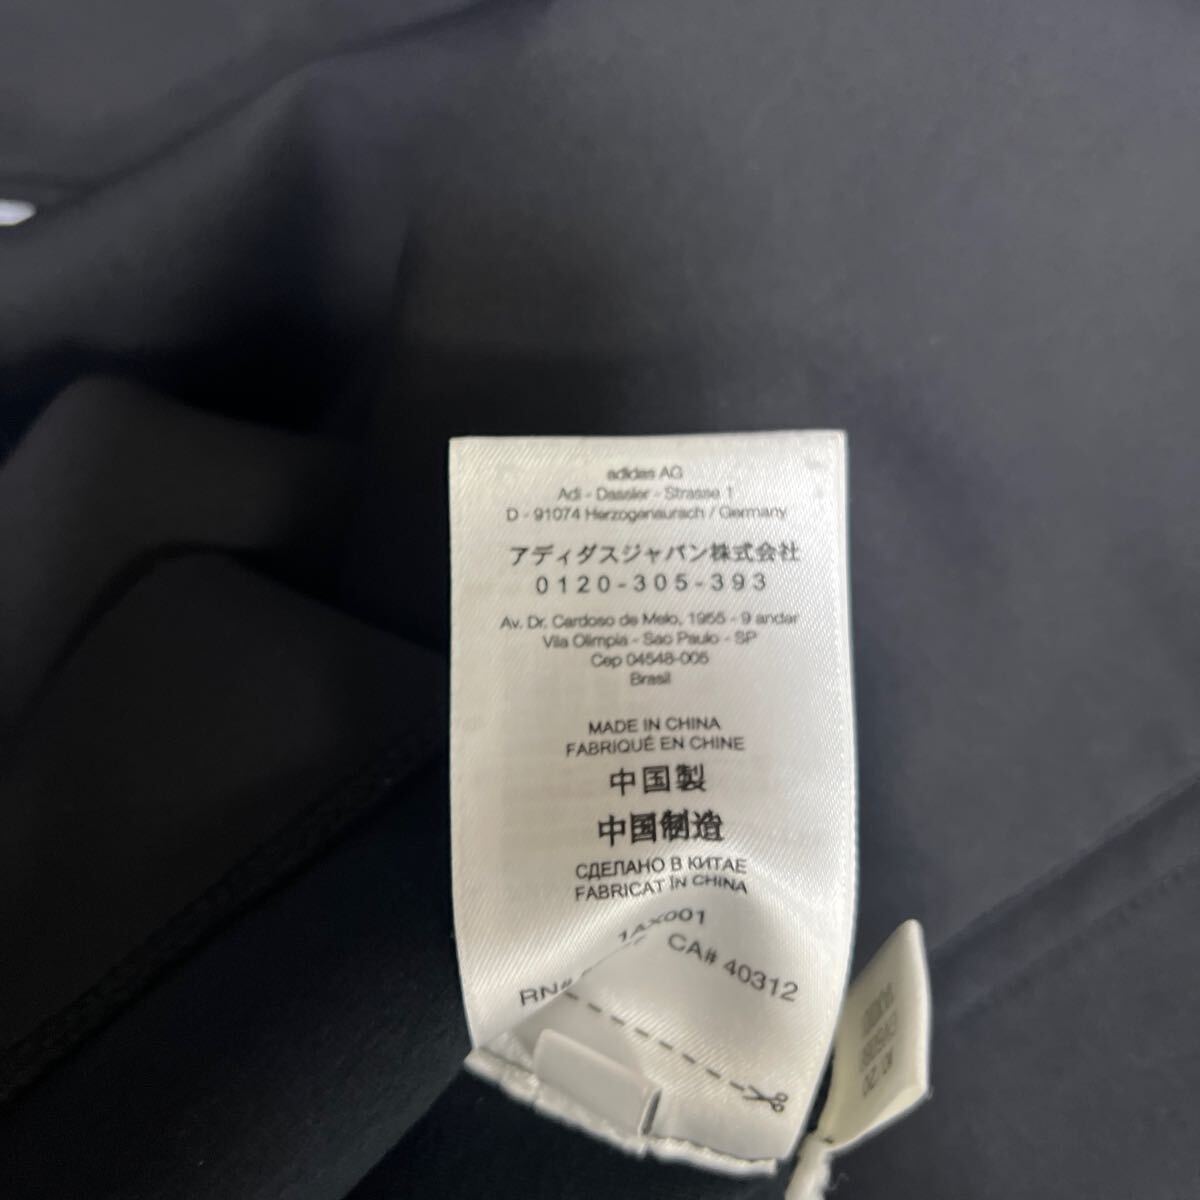 adidas AG
Adi - Dassler - Strasse 1
D - 91074 Herzogenaurach / Germany
アディダスジャパン株式会社
0120-305-393
Av. Dr. Cardoso de Melo, 1955 - 9 andar
Vila Olimpia - Sao Paulo - SP
Cep 04548-005
Brasil
MADE IN CHINA
FABRIQUÉ EN CHINE
中国製
中国制造
СДЕЛАНО В КИТАЕ
FABRICAT ÎN CHINA
1AX001
RN# CA# 40312